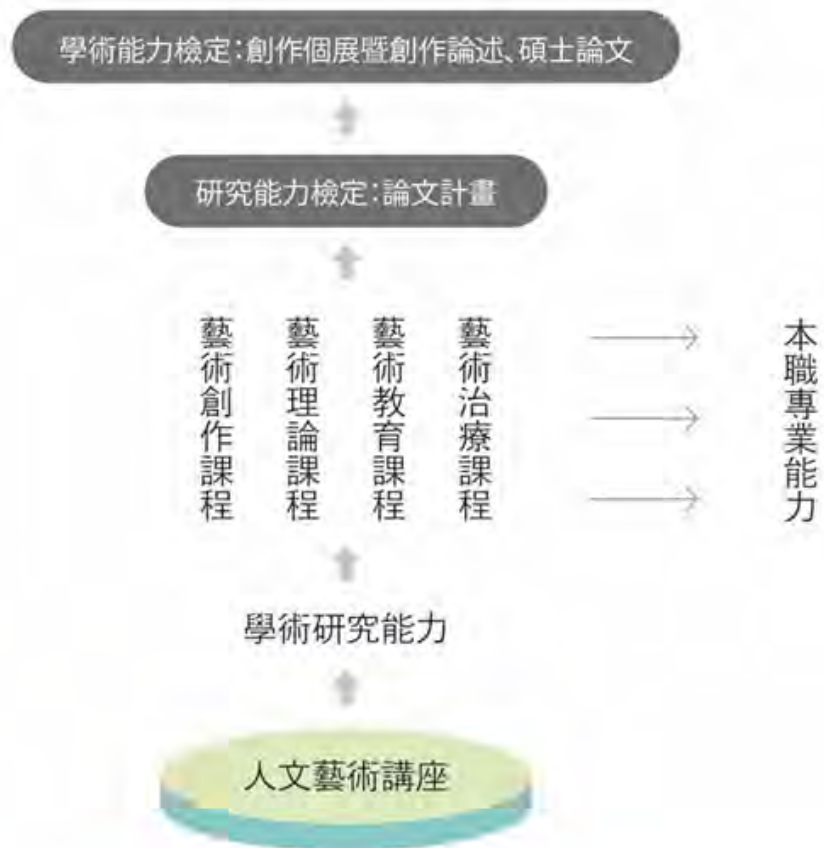 學術能力檢定:創作個展暨創作論述、碩士論文
研究能力檢定:論文計畫
藝術創作課程
藝術理論課程
藝術教育課程
藝術治療課程
本職專業能力
學術研究能力
人文藝術講座